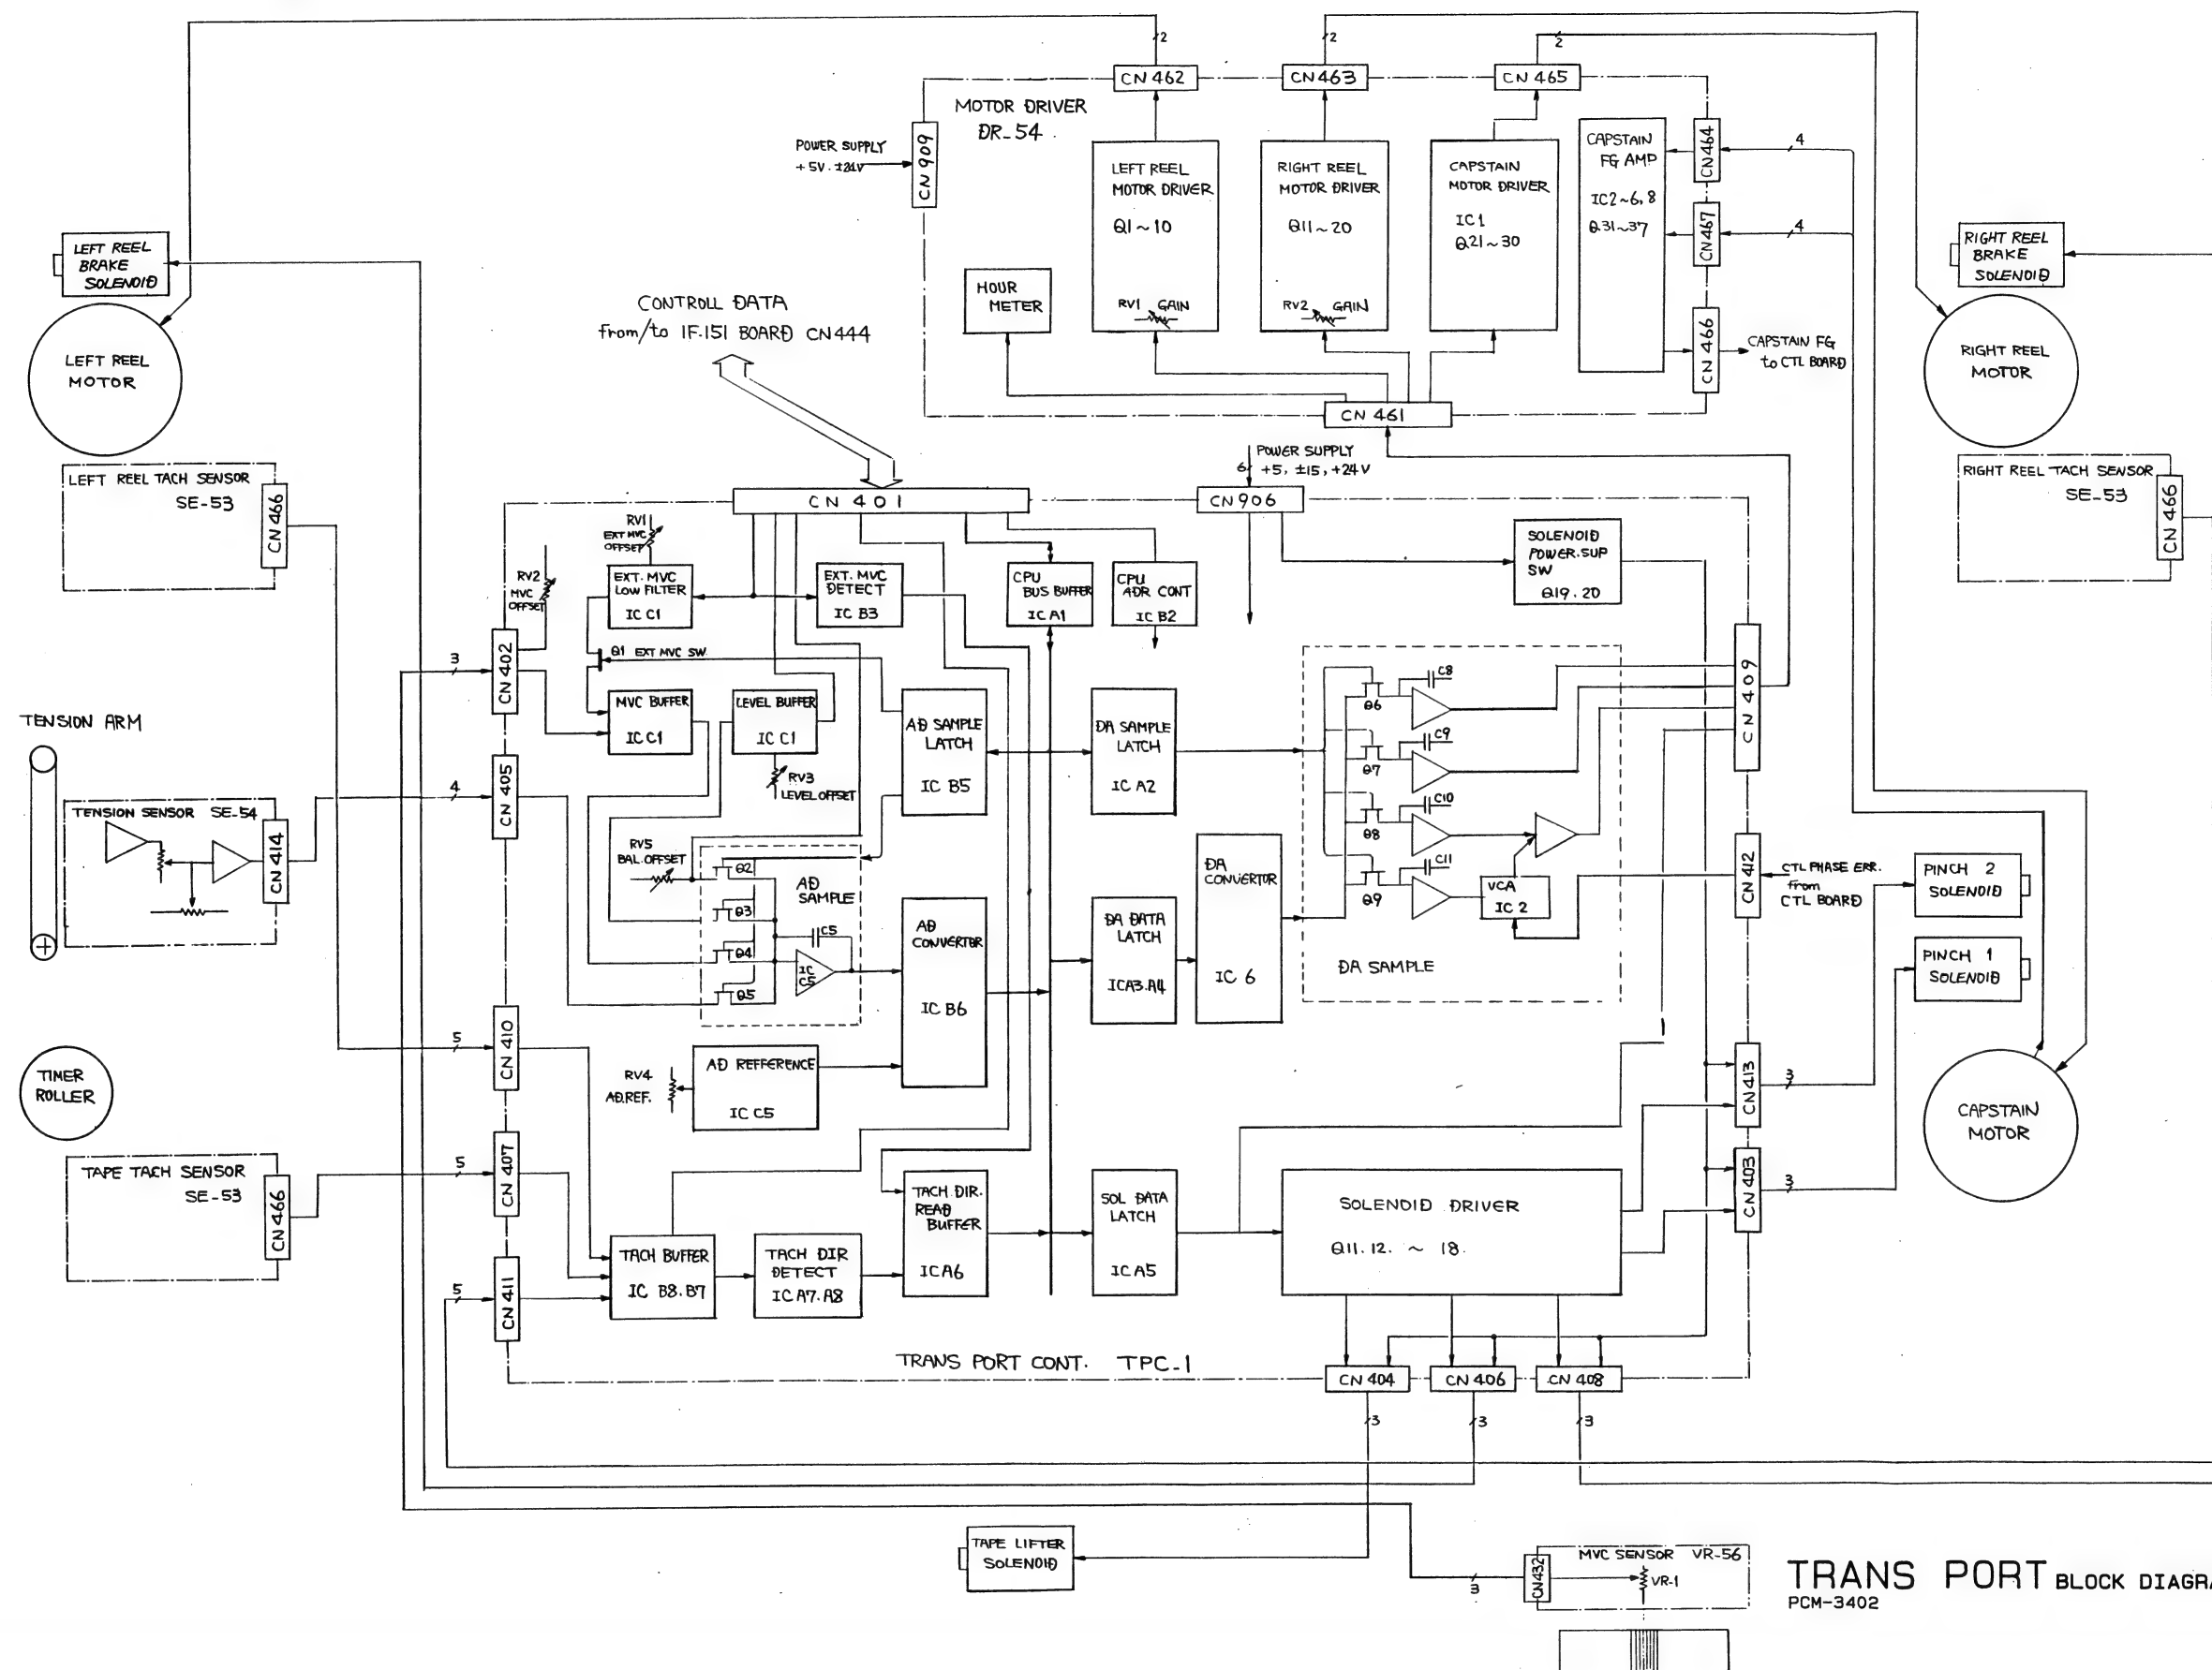 2
2
2
CN 462
CN 463
CN 465
MOTOR DRIVER
DR-54
POWER SUPPLY
+5V. ±24V
CN 909
LEFT REEL
MOTOR DRIVER
Q1~10
RV1 GAIN
RIGHT REEL
MOTOR DRIVER
Q11~20
RV2 GAIN
CAPSTAIN
MOTOR DRIVER
IC1
Q21~30
CAPSTAIN
FG AMP
IC2~6,8
Q31~37
CN464
4
CN467
4
CN 466
CAPSTAIN FG
to CTL BOARD
HOUR
METER
CN 461
LEFT REEL
BRAKE
SOLENOID
LEFT REEL
MOTOR
RIGHT REEL
BRAKE
SOLENOID
RIGHT REEL
MOTOR
CONTROLL DATA
from/to IF-151 BOARD CN444
LEFT REEL TACH SENSOR
SE-53
CN 466
RIGHT REEL TACH SENSOR
SE-53
CN 466
POWER SUPPLY
6 +5, ±15, +24V
CN 401
CN906
RV1
EXT MVC
OFFSET
RV2
MVC
OFFSET
EXT. MVC
LOW FILTER
IC C1
EXT. MVC
DETECT
IC B3
CPU
BUS BUFFER
IC A1
CPU
ADR CONT
IC B2
SOLENOID
POWER.SUP
SW
Q19.20
3
CN 402
Q1 EXT MVC SW
MVC BUFFER
IC C1
LEVEL BUFFER
IC C1
RV3
LEVEL OFFSET
AD SAMPLE
LATCH
IC B5
DA SAMPLE
LATCH
IC A2
C8
Q6
C9
Q7
C10
Q8
C11
Q9
VCA
IC 2
DA SAMPLE
CN 409
TENSION ARM
TENSION SENSOR SE-54
CN 414
4
CN 405
RV5
BAL.OFFSET
Q2
Q3
Q4
Q5
AD
SAMPLE
C5
IC
C5
AD
CONVERTOR
IC B6
DA DATA
LATCH
ICA3.A4
DA
CONVERTOR
IC 6
CN 412
CTL PHASE ERR.
from
CTL BOARD
PINCH 2
SOLENOID
PINCH 1
SOLENOID
TIMER
ROLLER
5
CN 410
RV4
AD.REF.
AD REFFERENCE
IC C5
CN413
3
CAPSTAIN
MOTOR
TAPE TACH SENSOR
SE-53
CN 466
5
CN 407
TACH BUFFER
IC B8.B7
TACH DIR
DETECT
ICA7.A8
TACH DIR.
READ
BUFFER
ICA6
SOL DATA
LATCH
ICA5
SOLENOID DRIVER
Q11.12. ~ 18.
CN 403
3
5
CN 411
TRANS PORT CONT. TPC-1
CN 404
CN 406
CN 408
3
3
3
TAPE LIFTER
SOLENOID
3
CN432
MVC SENSOR VR-56
VR-1
TRANS PORT BLOCK DIAGRA
PCM-3402